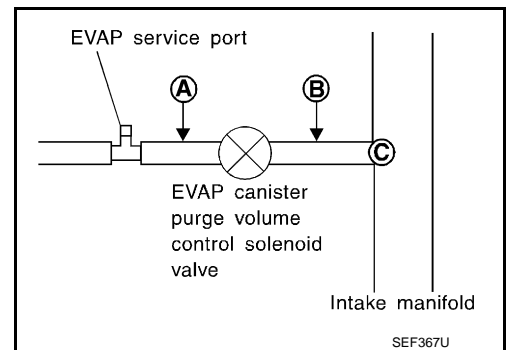 EVAP service port
A
B
C
EVAP canister
purge volume
control solenoid
valve
Intake manifold
SEF367U